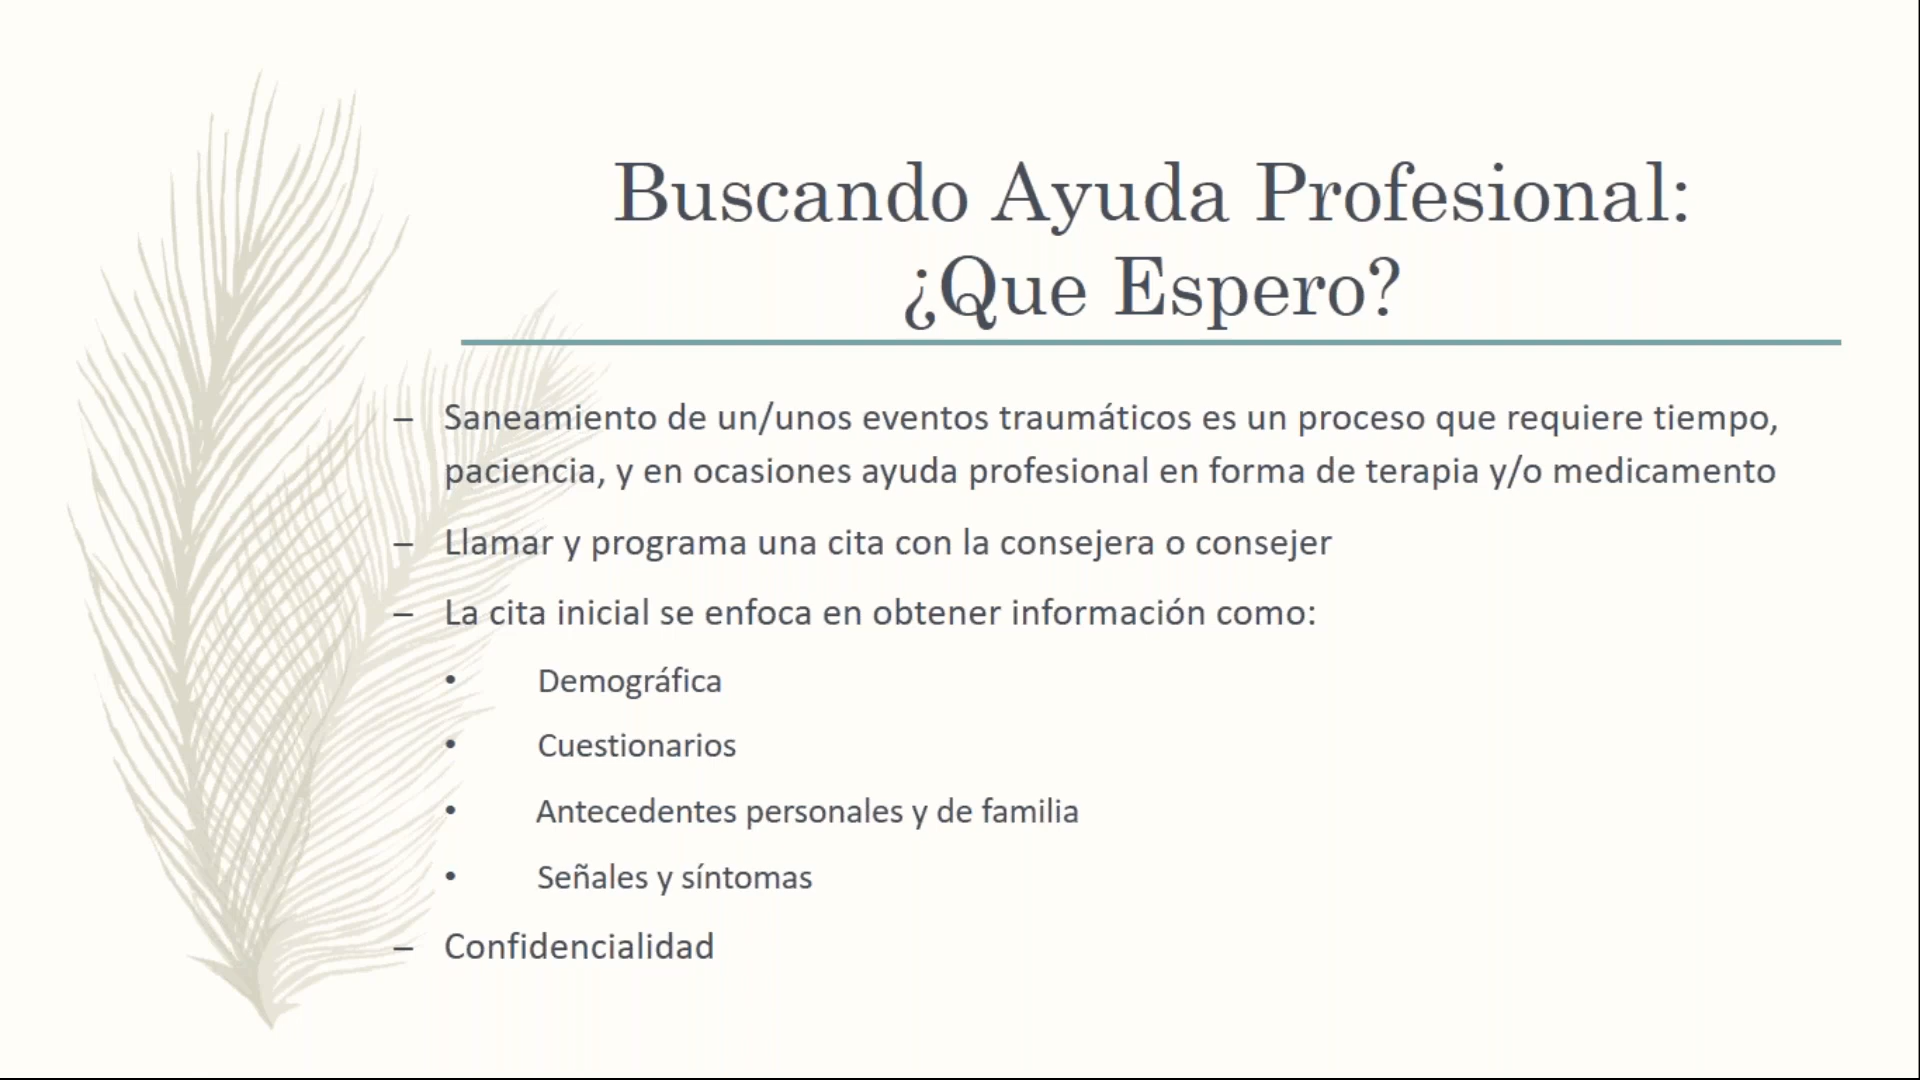 Buscando Ayuda Profesional:
¿Que Espero?
– Saneamiento de un/unos eventos traumáticos es un proceso que requiere tiempo,
paciencia, y en ocasiones ayuda profesional en forma de terapia y/o medicamento
– Llamar y programa una cita con la consejera o consejer
– La cita inicial se enfoca en obtener información como:
• Demográfica
• Cuestionarios
• Antecedentes personales y de familia
• Señales y síntomas
– Confidencialidad